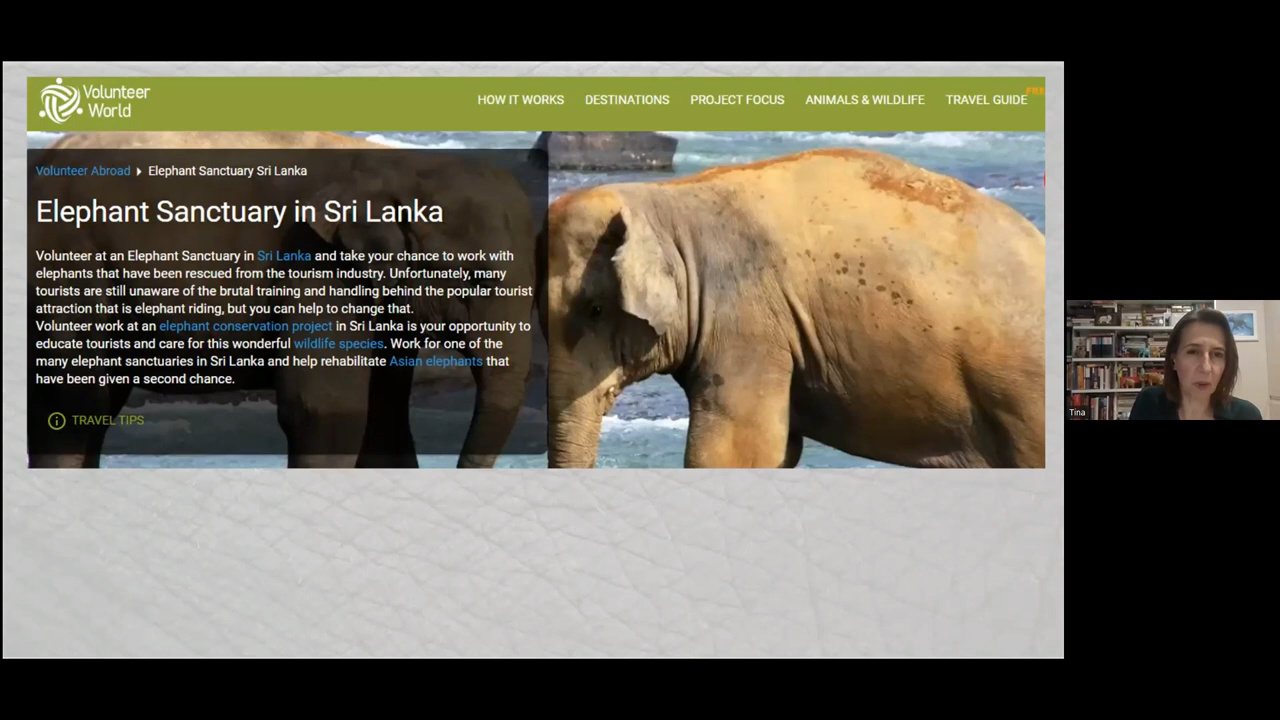 Volunteer
World
HOW IT WORKS DESTINATIONS PROJECT FOCUS ANIMALS & WILDLIFE TRAVEL GUIDE
Volunteer Abroad Elephant Sanctuary Sri Lanka
Elephant Sanctuary in Sri Lanka
Volunteer at an Elephant Sanctuary in Sri Lanka and take your chance to work with
elephants that have been rescued from the tourism industry. Unfortunately, many
tourists are still unaware of the brutal training and handling behind the popular tourist
attraction that is elephant riding, but you can help to change that.
Volunteer work at an elephant conservation project in Sri Lanka is your opportunity to
educate tourists and care for this wonderful wildlife species. Work for one of the
many elephant sanctuaries in Sri Lanka and help rehabilitate Asian elephants that
have been given a second chance.
TRAVEL TIPS
Tina